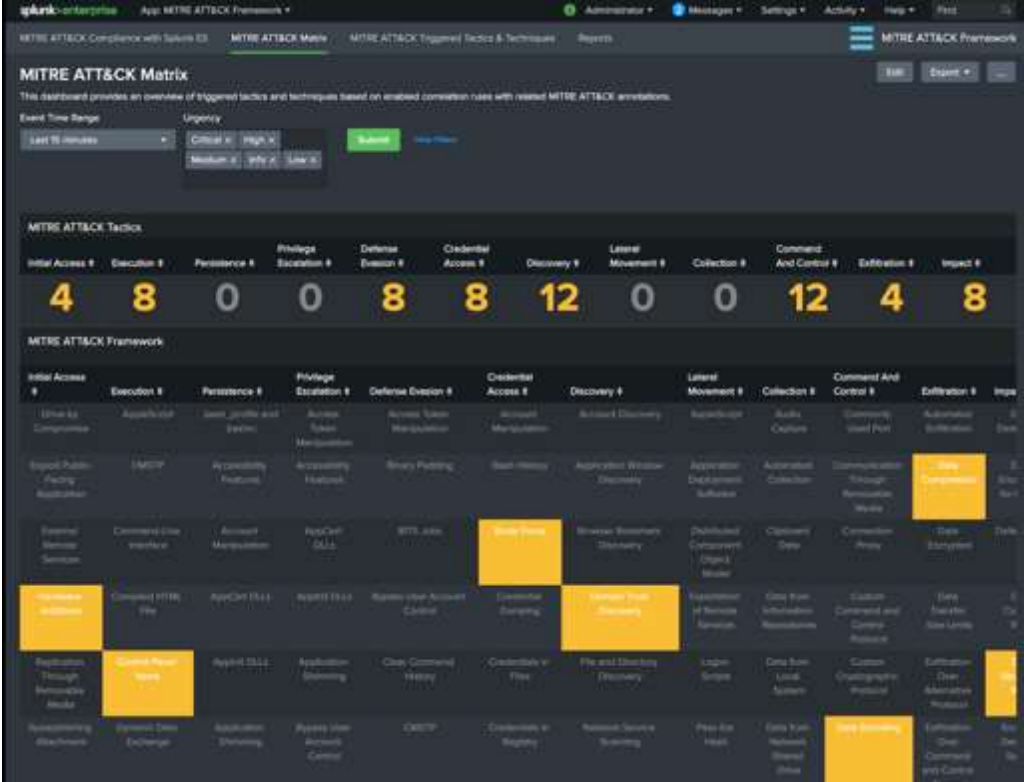 splunk>enterprise App: MITRE ATT&CK Framework Administrator Messages Settings Activity Help Find
MITRE ATT&CK Compliance with Splunk ES MITRE ATT&CK Matrix MITRE ATT&CK Triggered Tactics & Techniques Reports MITRE ATT&CK Framework
MITRE ATT&CK Matrix Edit Export ...
This dashboard provides an overview of triggered tactics and techniques based on enabled correlation rules with related MITRE ATT&CK annotations.
Event Time Range Urgency
Last 15 minutes Critical x High x Submit Hide Filters
Medium x Info x Low x
MITRE ATT&CK Tactics
Initial Access Execution Persistence Privilege Escalation Defense Evasion Credential Access Discovery Lateral Movement Collection Command And Control Exfiltration Impact
4 8 0 0 8 8 12 0 0 12 4 8
MITRE ATT&CK Framework
Initial Access Execution Persistence Privilege Escalation Defense Evasion Credential Access Discovery Lateral Movement Collection Command And Control Exfiltration
Drive-by Compromise AppleScript Access Token Manipulation Access Token Manipulation Account Manipulation Account Discovery AppleScript Audio Capture Commonly Used Port Automated Exfiltration
Exploit Public-Facing Application CMSTP Accessibility Features Accessibility Features Binary Padding Bash History Application Window Discovery Application Deployment Software Automated Collection Communication Through Removable Media Data Compressed
External Remote Services Command-Line Interface Account Manipulation AppCert DLLs BITS Jobs Brute Force Browser Bookmark Discovery Distributed Component Object Model Clipboard Data Connection Proxy Data Encrypted
Hardware Additions Compiled HTML File AppCert DLLs AppInit DLLs Bypass User Account Control Credential Dumping Domain Trust Discovery Exploitation of Remote Services Data from Information Repositories Custom Command and Control Protocol Data Transfer Size Limits
Replication Through Removable Media Control Panel Items AppInit DLLs Application Shimming Clear Command History Credentials in Files File and Directory Discovery Logon Scripts Data from Local System Custom Cryptographic Protocol Exfiltration Over Alternative Protocol
Spearphishing Attachment Dynamic Data Exchange Application Shimming Bypass User Account Control CMSTP Credentials in Registry Network Service Scanning Pass the Hash Data from Network Shared Drive Data Encoding Exfiltration Over Command and Control